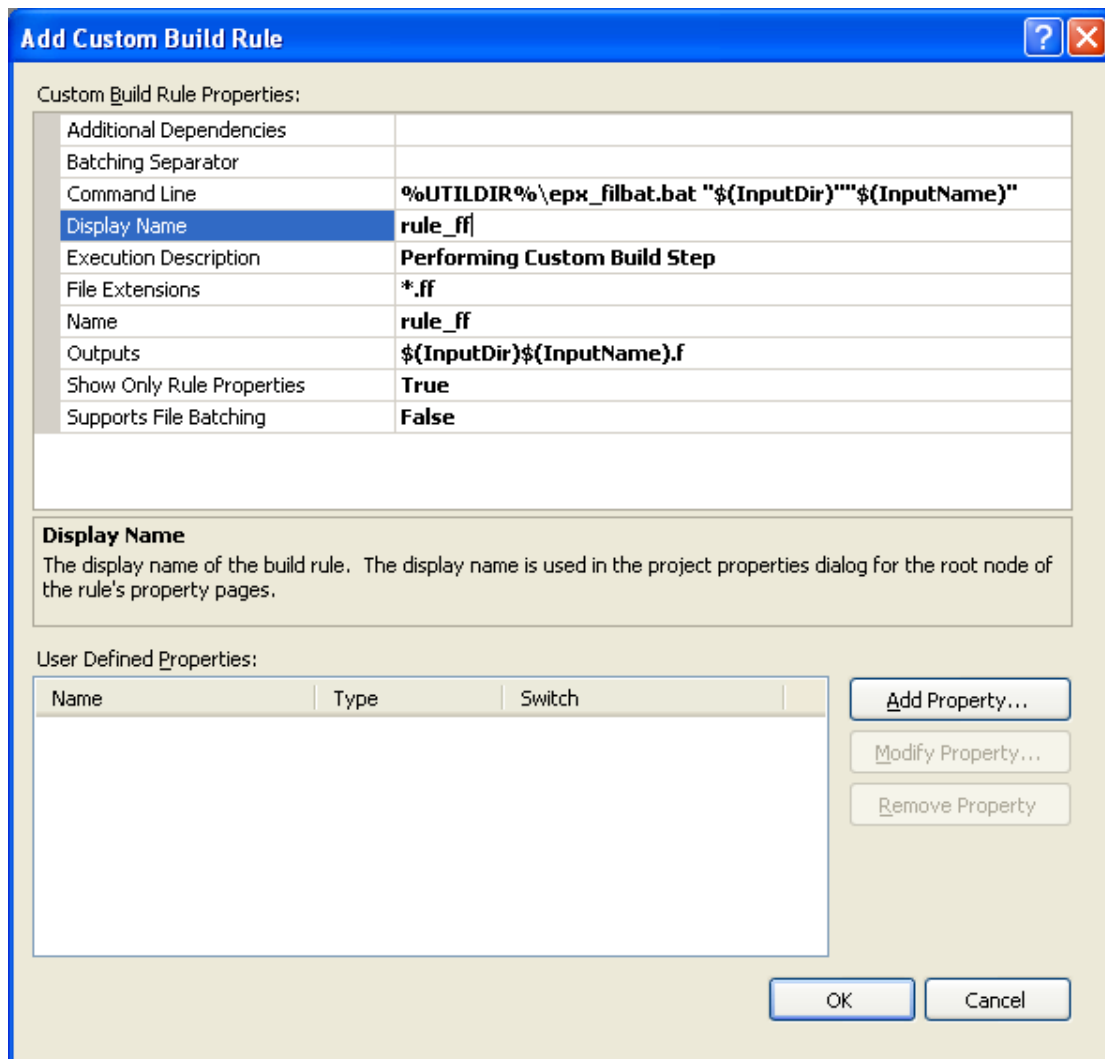 Add Custom Build Rule
Custom Build Rule Properties:
Additional Dependencies
Batching Separator
Command Line %UTILDIR%\epx_filbat.bat "$(InputDir)""$(InputName)"
Display Name rule_ff
Execution Description Performing Custom Build Step
File Extensions *.ff
Name rule_ff
Outputs $(InputDir)$(InputName).f
Show Only Rule Properties True
Supports File Batching False
Display Name
The display name of the build rule. The display name is used in the project properties dialog for the root node of
the rule's property pages.
User Defined Properties:
Name Type Switch
Add Property...
Modify Property...
Remove Property
OK Cancel